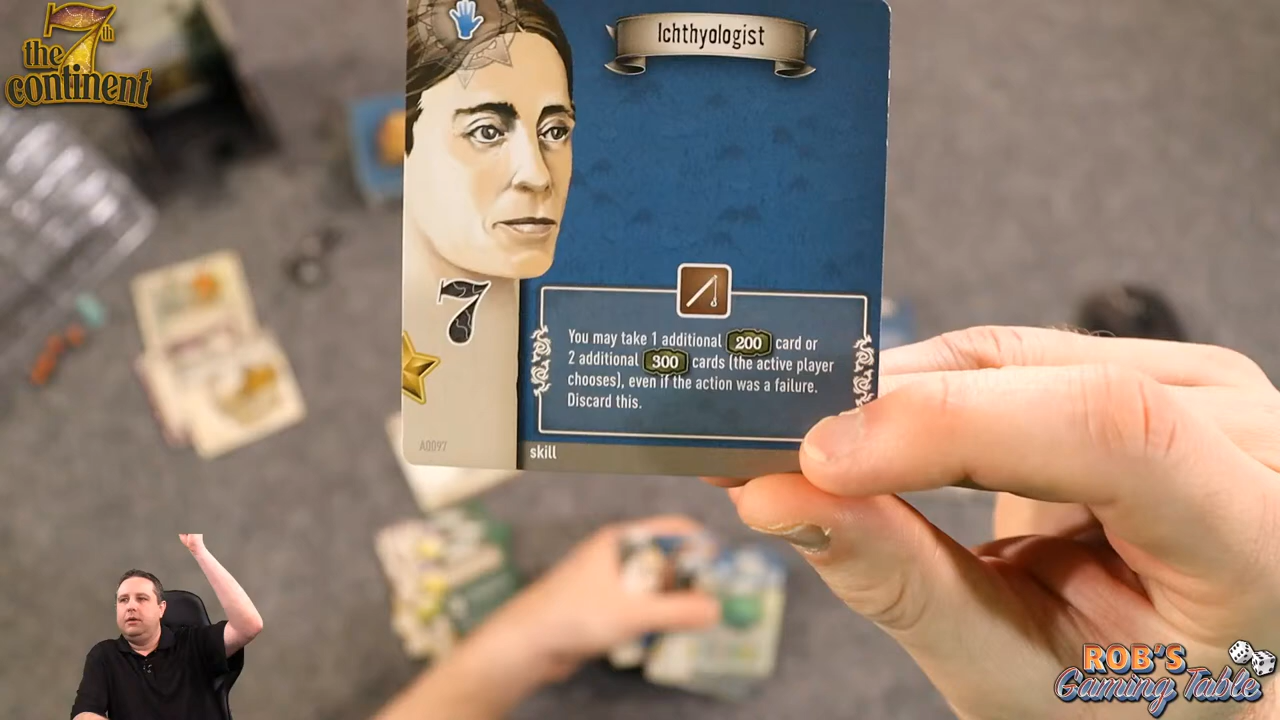 the 7th
continent
Ichthyologist
7
You may take 1 additional 200 card or
2 additional 300 cards (the active player
chooses), even if the action was a failure.
Discard this.
A0097
skill
ROB'S
Gaming Table